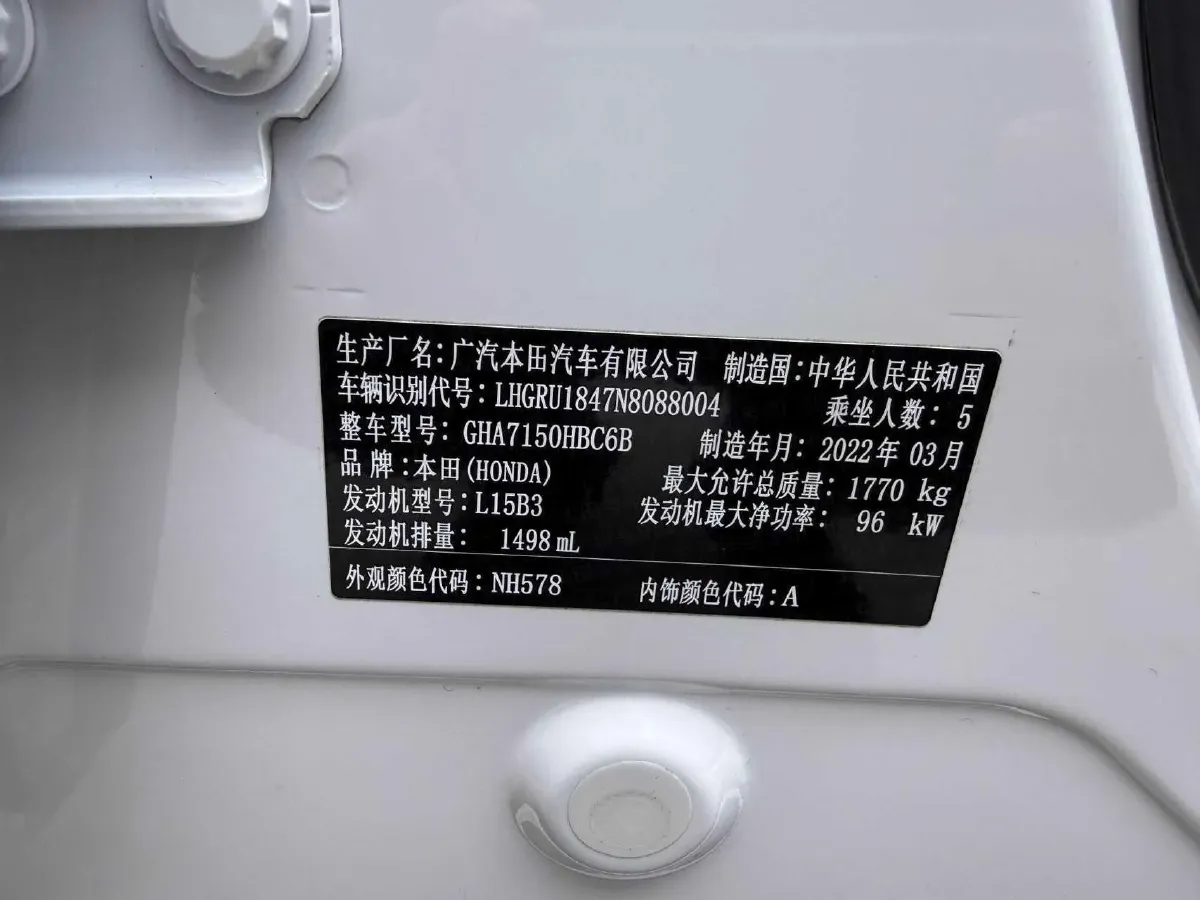 生产厂名：广汽本田汽车有限公司 制造国：中华人民共和国
车辆识别代号：LHGRU1847N8088004 乘坐人数：5
整车型号：GHA7150HBC6B 制造年月：2022年03月
品牌：本田(HONDA) 最大允许总质量：1770 kg
发动机型号：L15B3 发动机最大净功率：96 kW
发动机排量：1498 mL
外观颜色代码：NH578 内饰颜色代码：A